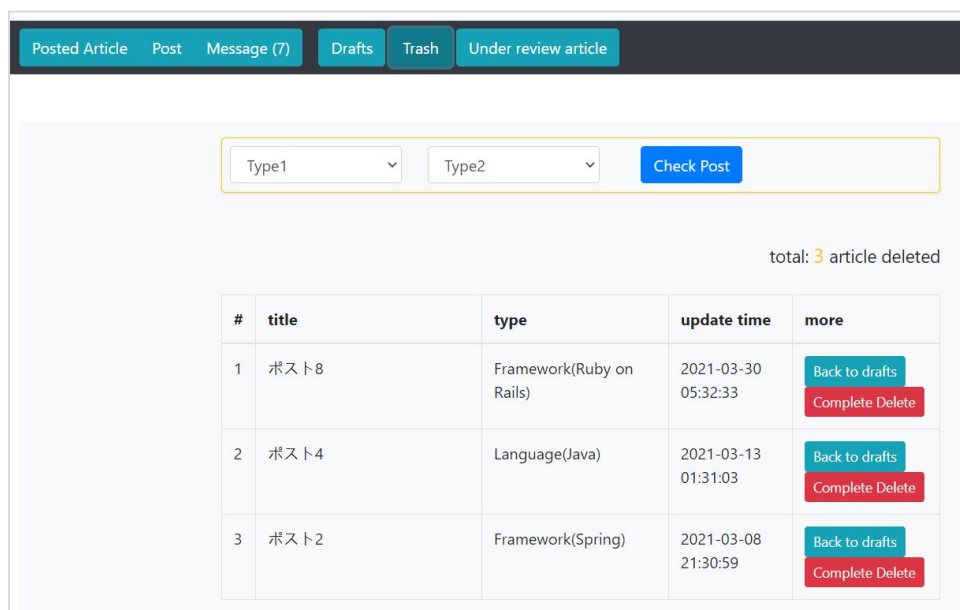 Posted Article Post Message (7) Drafts Trash Under review article
Type1 Type2 Check Post
total: 3 article deleted
# title type update time more
1 ポスト8 Framework(Ruby on Rails) 2021-03-30 05:32:33 Back to drafts Complete Delete
2 ポスト4 Language(Java) 2021-03-13 01:31:03 Back to drafts Complete Delete
3 ポスト2 Framework(Spring) 2021-03-08 21:30:59 Back to drafts Complete Delete